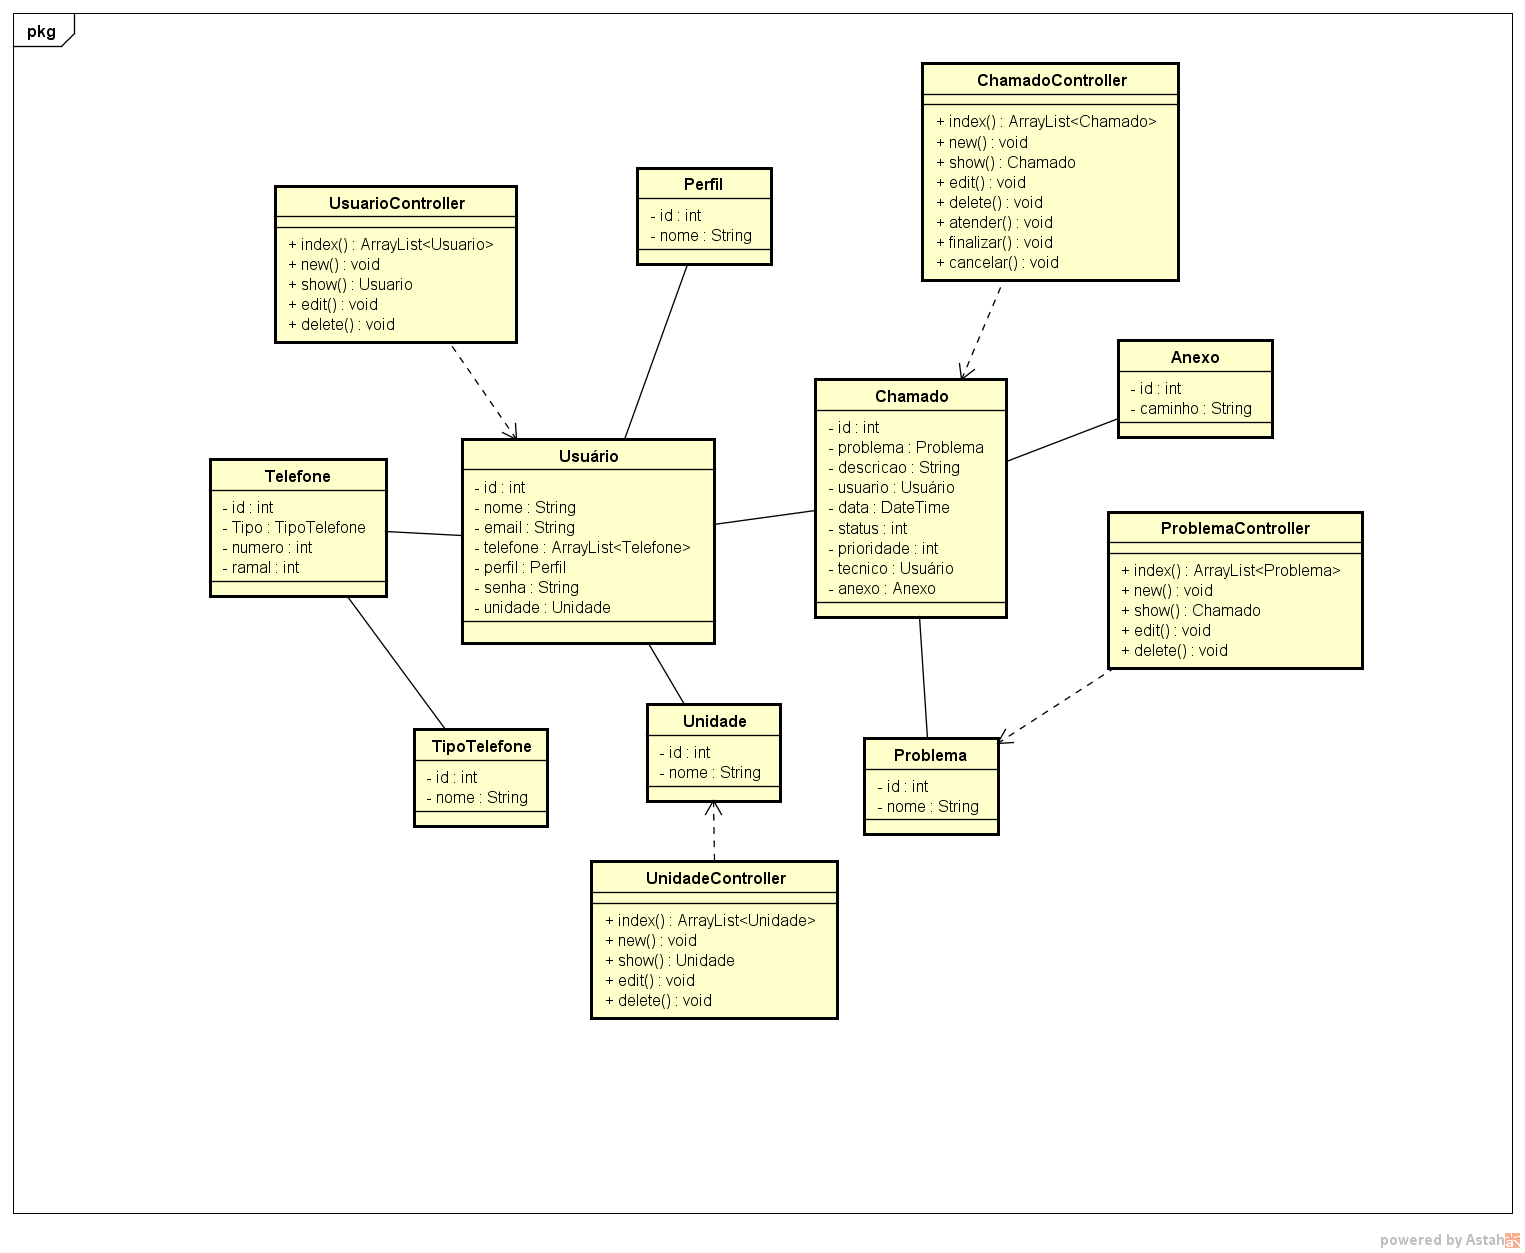 pkg
ChamadoController
+ index() : ArrayList<Chamado>
+ new() : void
+ show() : Chamado
+ edit() : void
+ delete() : void
+ atender() : void
+ finalizar() : void
+ cancelar() : void
Perfil
- id : int
- nome : String
UsuarioController
+ index() : ArrayList<Usuario>
+ new() : void
+ show() : Usuario
+ edit() : void
+ delete() : void
Anexo
- id : int
- caminho : String
Chamado
- id : int
- problema : Problema
- descricao : String
- usuario : Usuário
- data : DateTime
- status : int
- prioridade : int
- tecnico : Usuário
- anexo : Anexo
Usuário
- id : int
- nome : String
- email : String
- telefone : ArrayList<Telefone>
- perfil : Perfil
- senha : String
- unidade : Unidade
Telefone
- id : int
- Tipo : TipoTelefone
- numero : int
- ramal : int
ProblemaController
+ index() : ArrayList<Problema>
+ new() : void
+ show() : Chamado
+ edit() : void
+ delete() : void
Unidade
- id : int
- nome : String
TipoTelefone
- id : int
- nome : String
Problema
- id : int
- nome : String
UnidadeController
+ index() : ArrayList<Unidade>
+ new() : void
+ show() : Unidade
+ edit() : void
+ delete() : void
powered by Astah